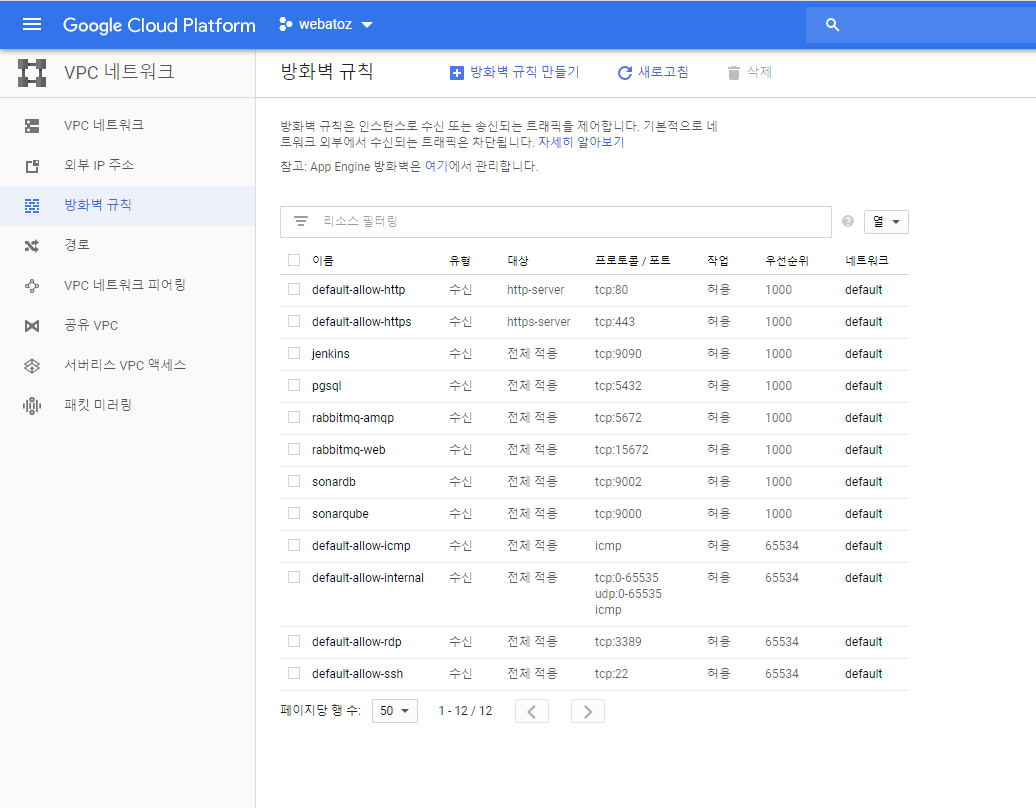 Google Cloud Platform webatoz
VPC 네트워크
방화벽 규칙 방화벽 규칙 만들기 새로고침 삭제
VPC 네트워크
외부 IP 주소
방화벽 규칙
경로
VPC 네트워크 피어링
공유 VPC
서버리스 VPC 액세스
패킷 미러링
방화벽 규칙은 인스턴스로 수신 또는 송신되는 트래픽을 제어합니다. 기본적으로 네
트워크 외부에서 수신되는 트래픽은 차단됩니다. 자세히 알아보기
참고: App Engine 방화벽은 여기에서 관리합니다.
리소스 필터링 ? 열
이름 유형 대상 프로토콜 / 포트 작업 우선순위 네트워크
default-allow-http 수신 http-server tcp:80 허용 1000 default
default-allow-https 수신 https-server tcp:443 허용 1000 default
jenkins 수신 전체 적용 tcp:9090 허용 1000 default
pgsql 수신 전체 적용 tcp:5432 허용 1000 default
rabbitmq-amqp 수신 전체 적용 tcp:5672 허용 1000 default
rabbitmq-web 수신 전체 적용 tcp:15672 허용 1000 default
sonardb 수신 전체 적용 tcp:9002 허용 1000 default
sonarqube 수신 전체 적용 tcp:9000 허용 1000 default
default-allow-icmp 수신 전체 적용 icmp 허용 65534 default
default-allow-internal 수신 전체 적용 tcp:0-65535 허용 65534 default
udp:0-65535
icmp
default-allow-rdp 수신 전체 적용 tcp:3389 허용 65534 default
default-allow-ssh 수신 전체 적용 tcp:22 허용 65534 default
페이지당 행 수: 50 1 - 12 / 12